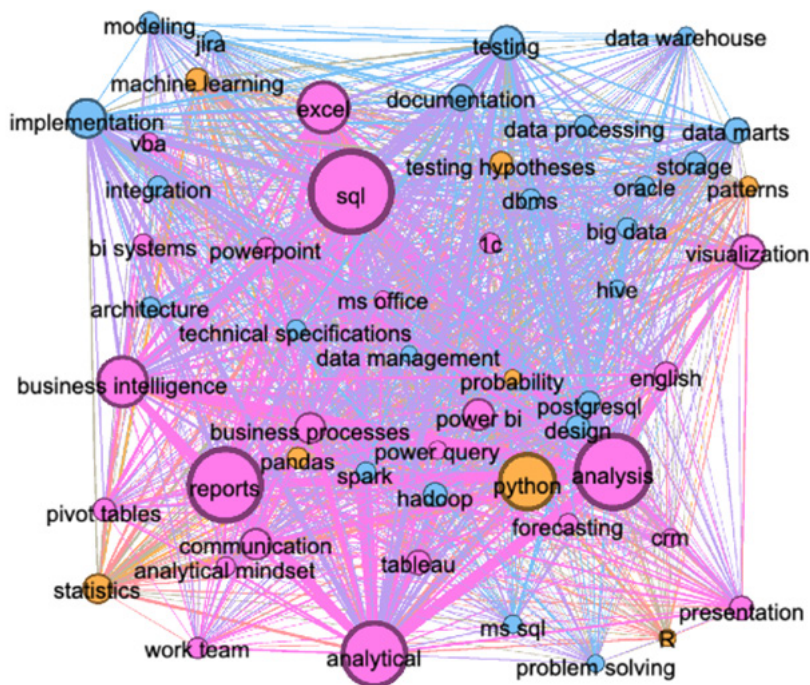 modeling
jira
testing
data warehouse
machine learning
excel
documentation
implementation
vba
data processing
data marts
testing hypotheses
storage
integration
sql
dbms
oracle
patterns
bi systems
powerpoint
1c
big data
visualization
ms office
hive
architecture
technical specifications
data management
business intelligence
probability
english
postgresql
business processes
power bi
design
pandas
power query
reports
spark
python
analysis
hadoop
pivot tables
forecasting
communication
crm
analytical mindset
tableau
statistics
presentation
ms sql
R
work team
analytical
problem solving